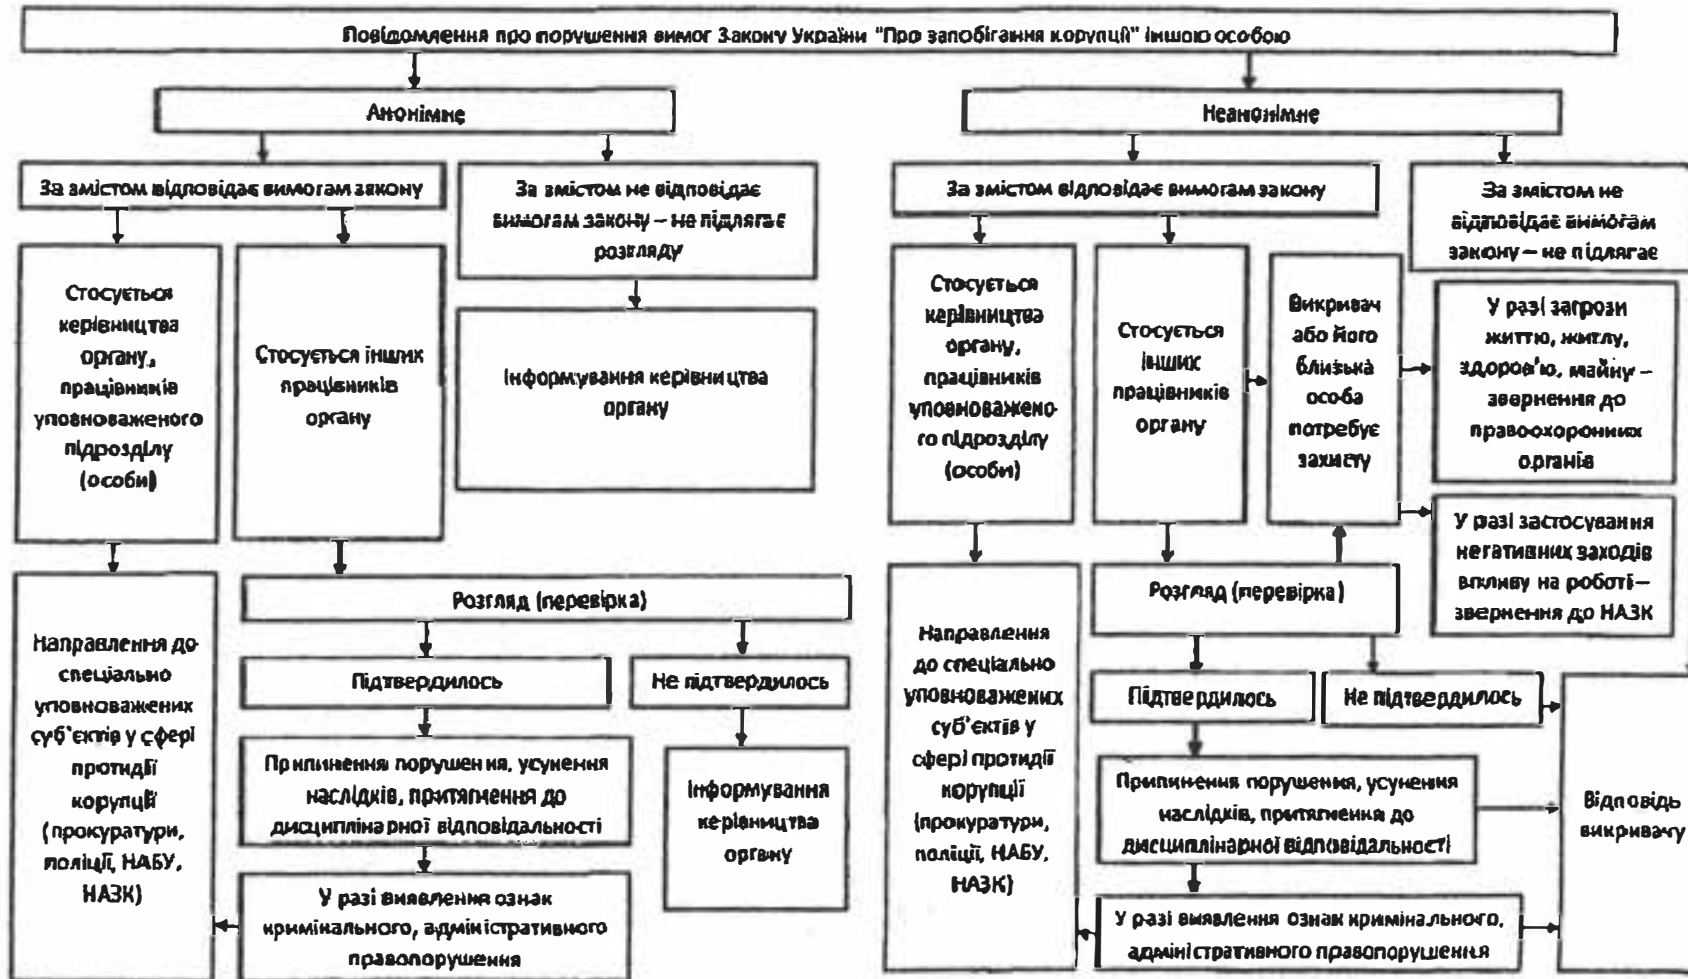 Повідомлення про порушення вимог Закону України "Про запобігання корупції" іншою особою
Анонімне
За змістом відповідає вимогам закону
За змістом не відповідає
вимогам закону – не підлягає
розгляду
Стосується
керівництва
органу,
працівників
уповноваженого
підрозділу
(особи)
Стосується інших
працівників
органу
Інформування керівництва
органу
Направлення до
спеціально
уповноважених
суб'єктів у сфері
протидії
корупції
(прокуратури,
поліції, НАБУ,
НАЗК)
Розгляд (перевірка)
Підтвердилось
Не підтвердилось
Припинення порушення, усунення
наслідків, притягнення до
дисциплінарної відповідальності
Інформування
керівництва
органу
У разі виявлення ознак
кримінального, адміністративного
правопорушення
Неанонімне
За змістом відповідає вимогам закону
За змістом не
відповідає вимогам
закону – не підлягає
Стосується
керівництва
органу,
працівників
уповноважено-
го підрозділу
(особи)
Стосується
інших
працівників
органу
Викривач
або його
близька
особа
потребує
захисту
У разі загрози
життю, житлу,
здоров'ю, майну –
звернення до
правоохоронних
органів
У разі застосування
негативних заходів
впливу на роботі–
звернення до НАЗК
Направлення
до спеціально
уповноважених
суб'єктів у
сфері протидії
корупції
(прокуратури,
поліції, НАБУ,
НАЗК)
Розгляд (перевірка)
Підтвердилось
Не підтвердилось
Припинення порушення, усунення
наслідків, притягнення до
дисциплінарної відповідальності
У разі виявлення ознак кримінального,
адміністративного правопорушення
Відповідь
викривачу